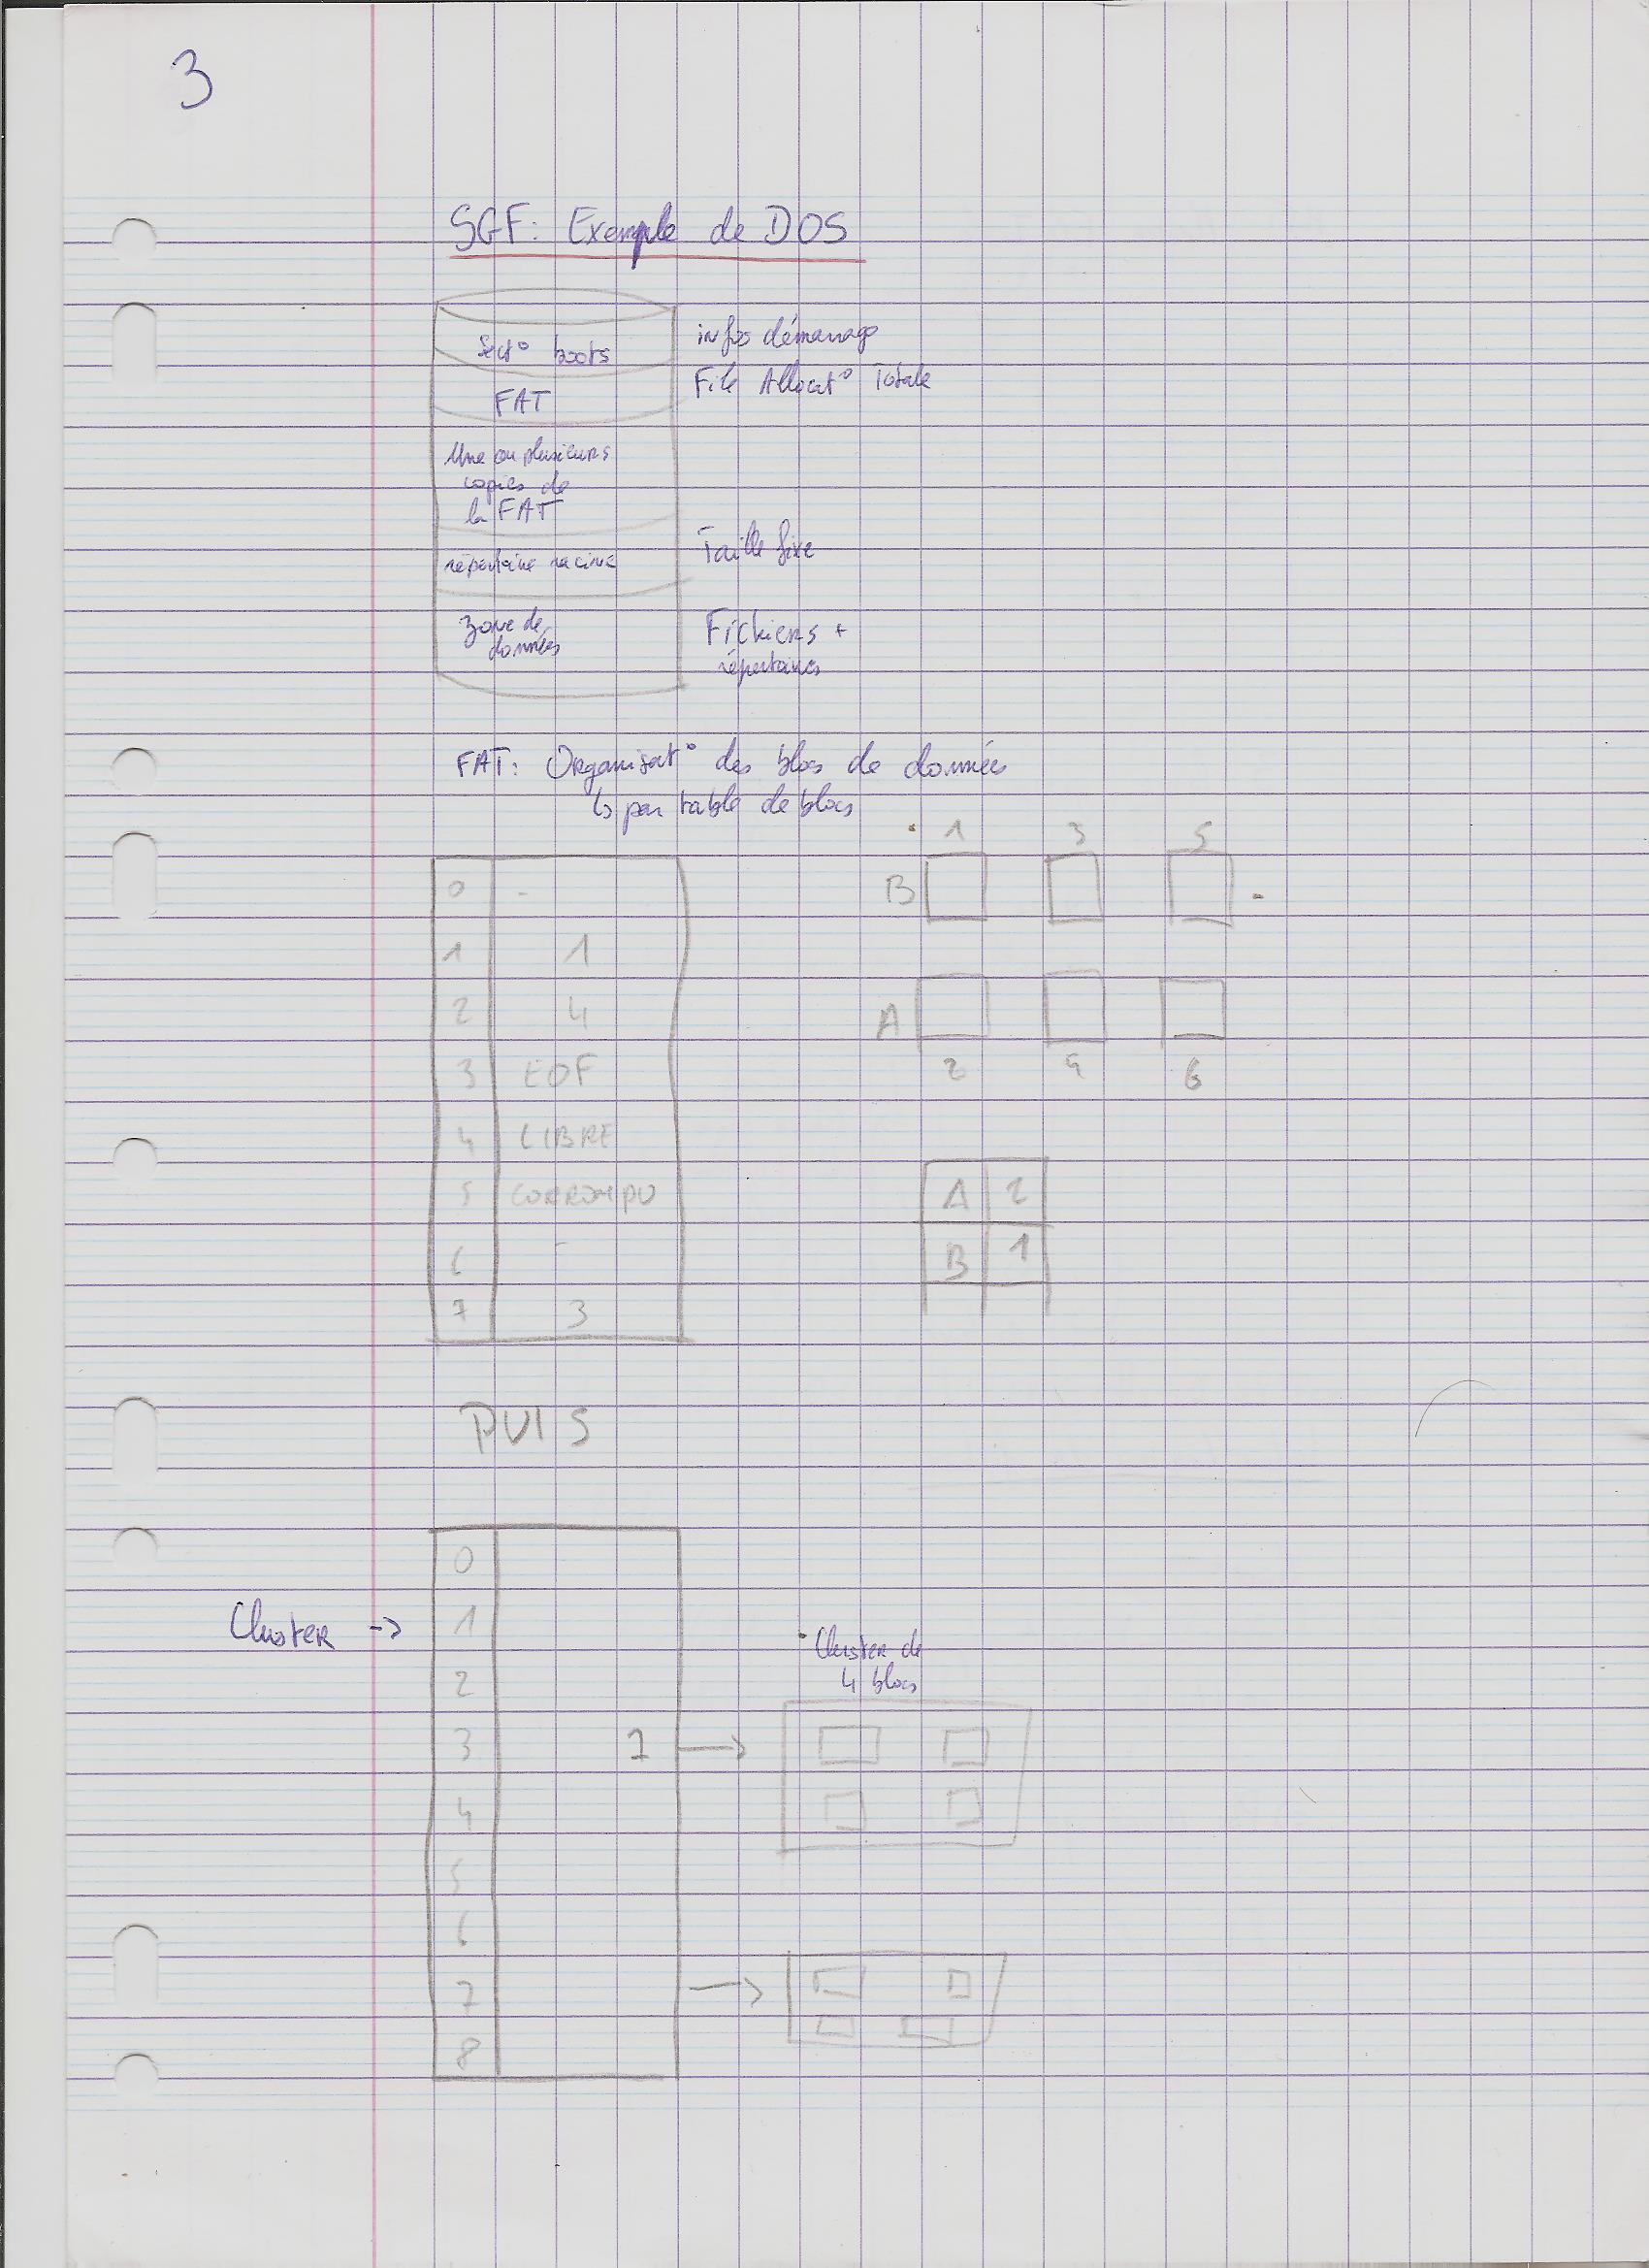 3
SGF: Exemple de DOS
Sect° boots
infos démarrage
FAT
File Allocat° Totale
Une ou plusieurs
copies de
la FAT
répertoire racine
Taille fixe
zone de
données
Fichiers +
répertoires
FAT: Organisat° des blocs de données
↳ par table de blocs
0 -
1 1
2 4
3 EOF
4 LIBRE
5 CORROMPU
6 -
7 3
1 3 5
B
A
2 4 6
A 2
B 1
PUIS
Cluster ->
0
1
2
3 1
4
5
6
7
8
Cluster de
4 blocs